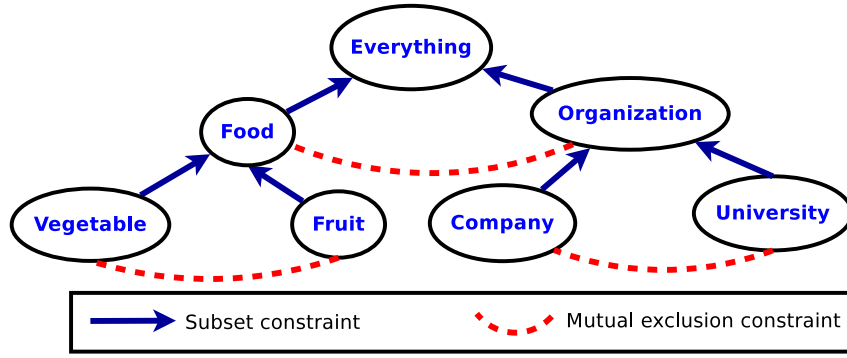 Everything
Organization
Food
Vegetable
Fruit
Company
University
Subset constraint
Mutual exclusion constraint